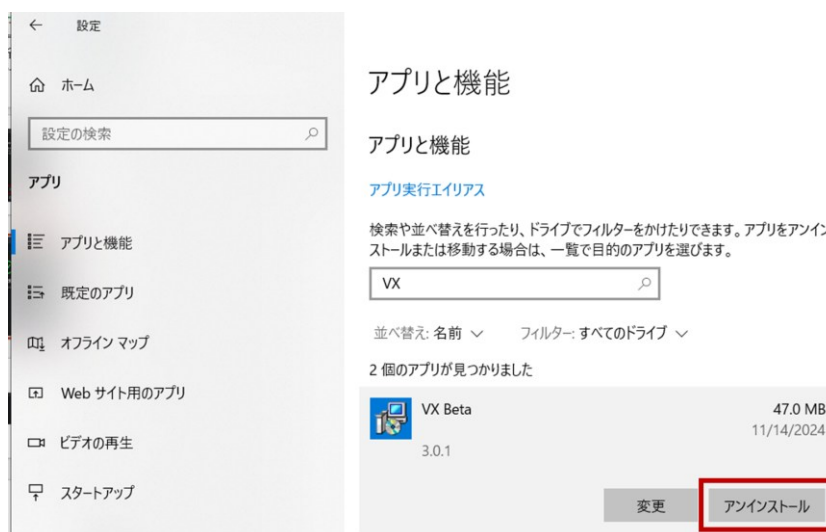 設定
ホーム
設定の検索
アプリ
アプリと機能
既定のアプリ
オフライン マップ
Web サイト用のアプリ
ビデオの再生
スタートアップ
アプリと機能
アプリと機能
アプリ実行エイリアス
検索や並べ替えを行ったり、ドライブでフィルターをかけたりできます。アプリをアンイン
ストールまたは移動する場合は、一覧で目的のアプリを選びます。
VX
並べ替え: 名前 フィルター: すべてのドライブ
2 個のアプリが見つかりました
VX Beta 47.0 MB
11/14/2024
3.0.1
変更 アンインストール